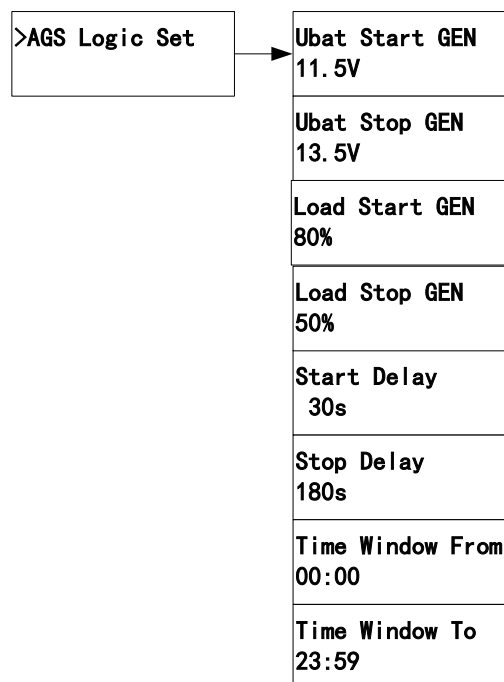 >AGS Logic Set
Ubat Start GEN
11.5V
Ubat Stop GEN
13.5V
Load Start GEN
80%
Load Stop GEN
50%
Start Delay
30s
Stop Delay
180s
Time Window From
00:00
Time Window To
23:59